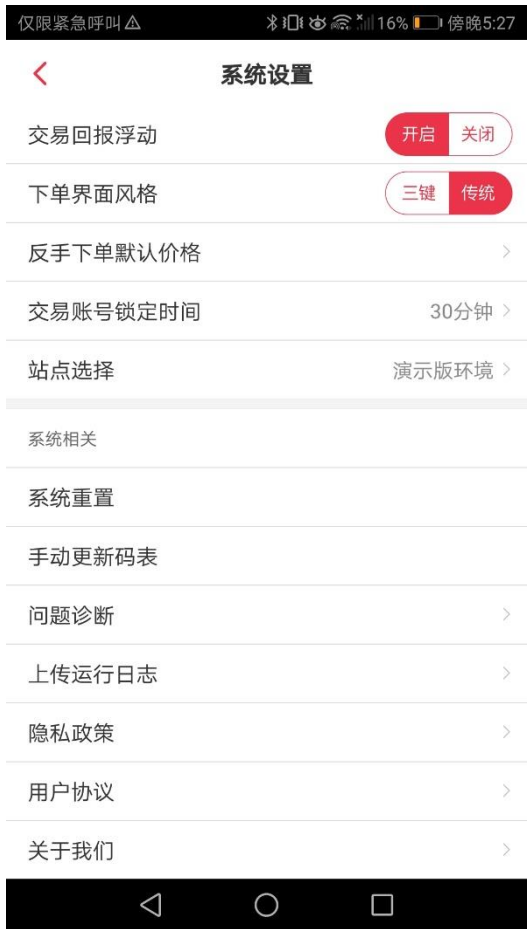 仅限紧急呼叫 16% 傍晚5:27
系统设置
交易回报浮动 开启 关闭
下单界面风格 三键 传统
反手下单默认价格
交易账号锁定时间 30分钟
站点选择 演示版环境
系统相关
系统重置
手动更新码表
问题诊断
上传运行日志
隐私政策
用户协议
关于我们